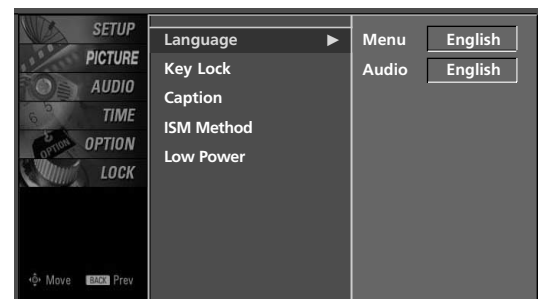 SETUP
PICTURE
AUDIO
TIME
OPTION
LOCK
Move BACK Prev
Language ▶
Key Lock
Caption
ISM Method
Low Power
Menu English
Audio English